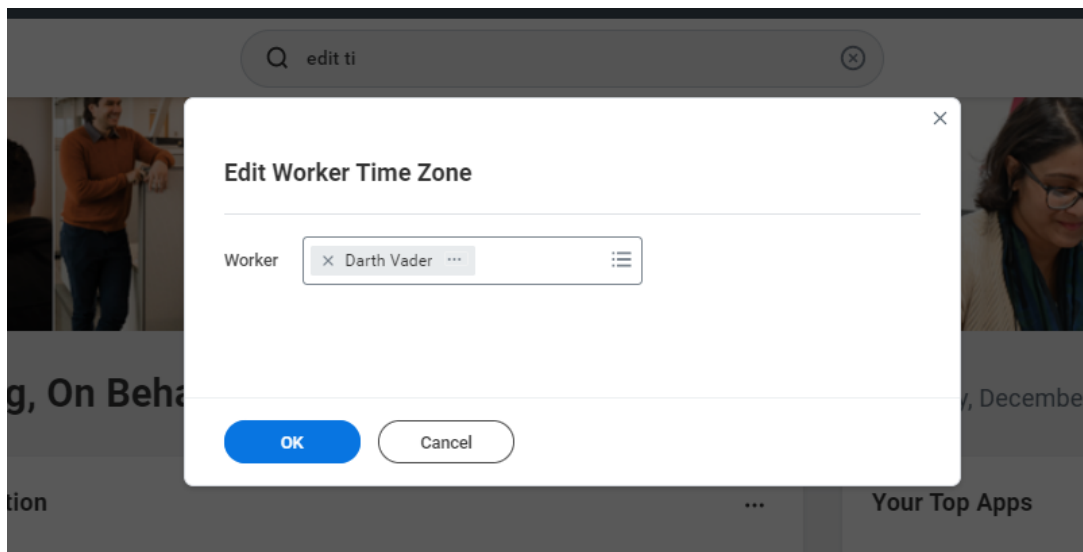 edit ti
Edit Worker Time Zone
Worker
Darth Vader
g, On Beha
y, Decembe
OK
Cancel
tion
Your Top Apps